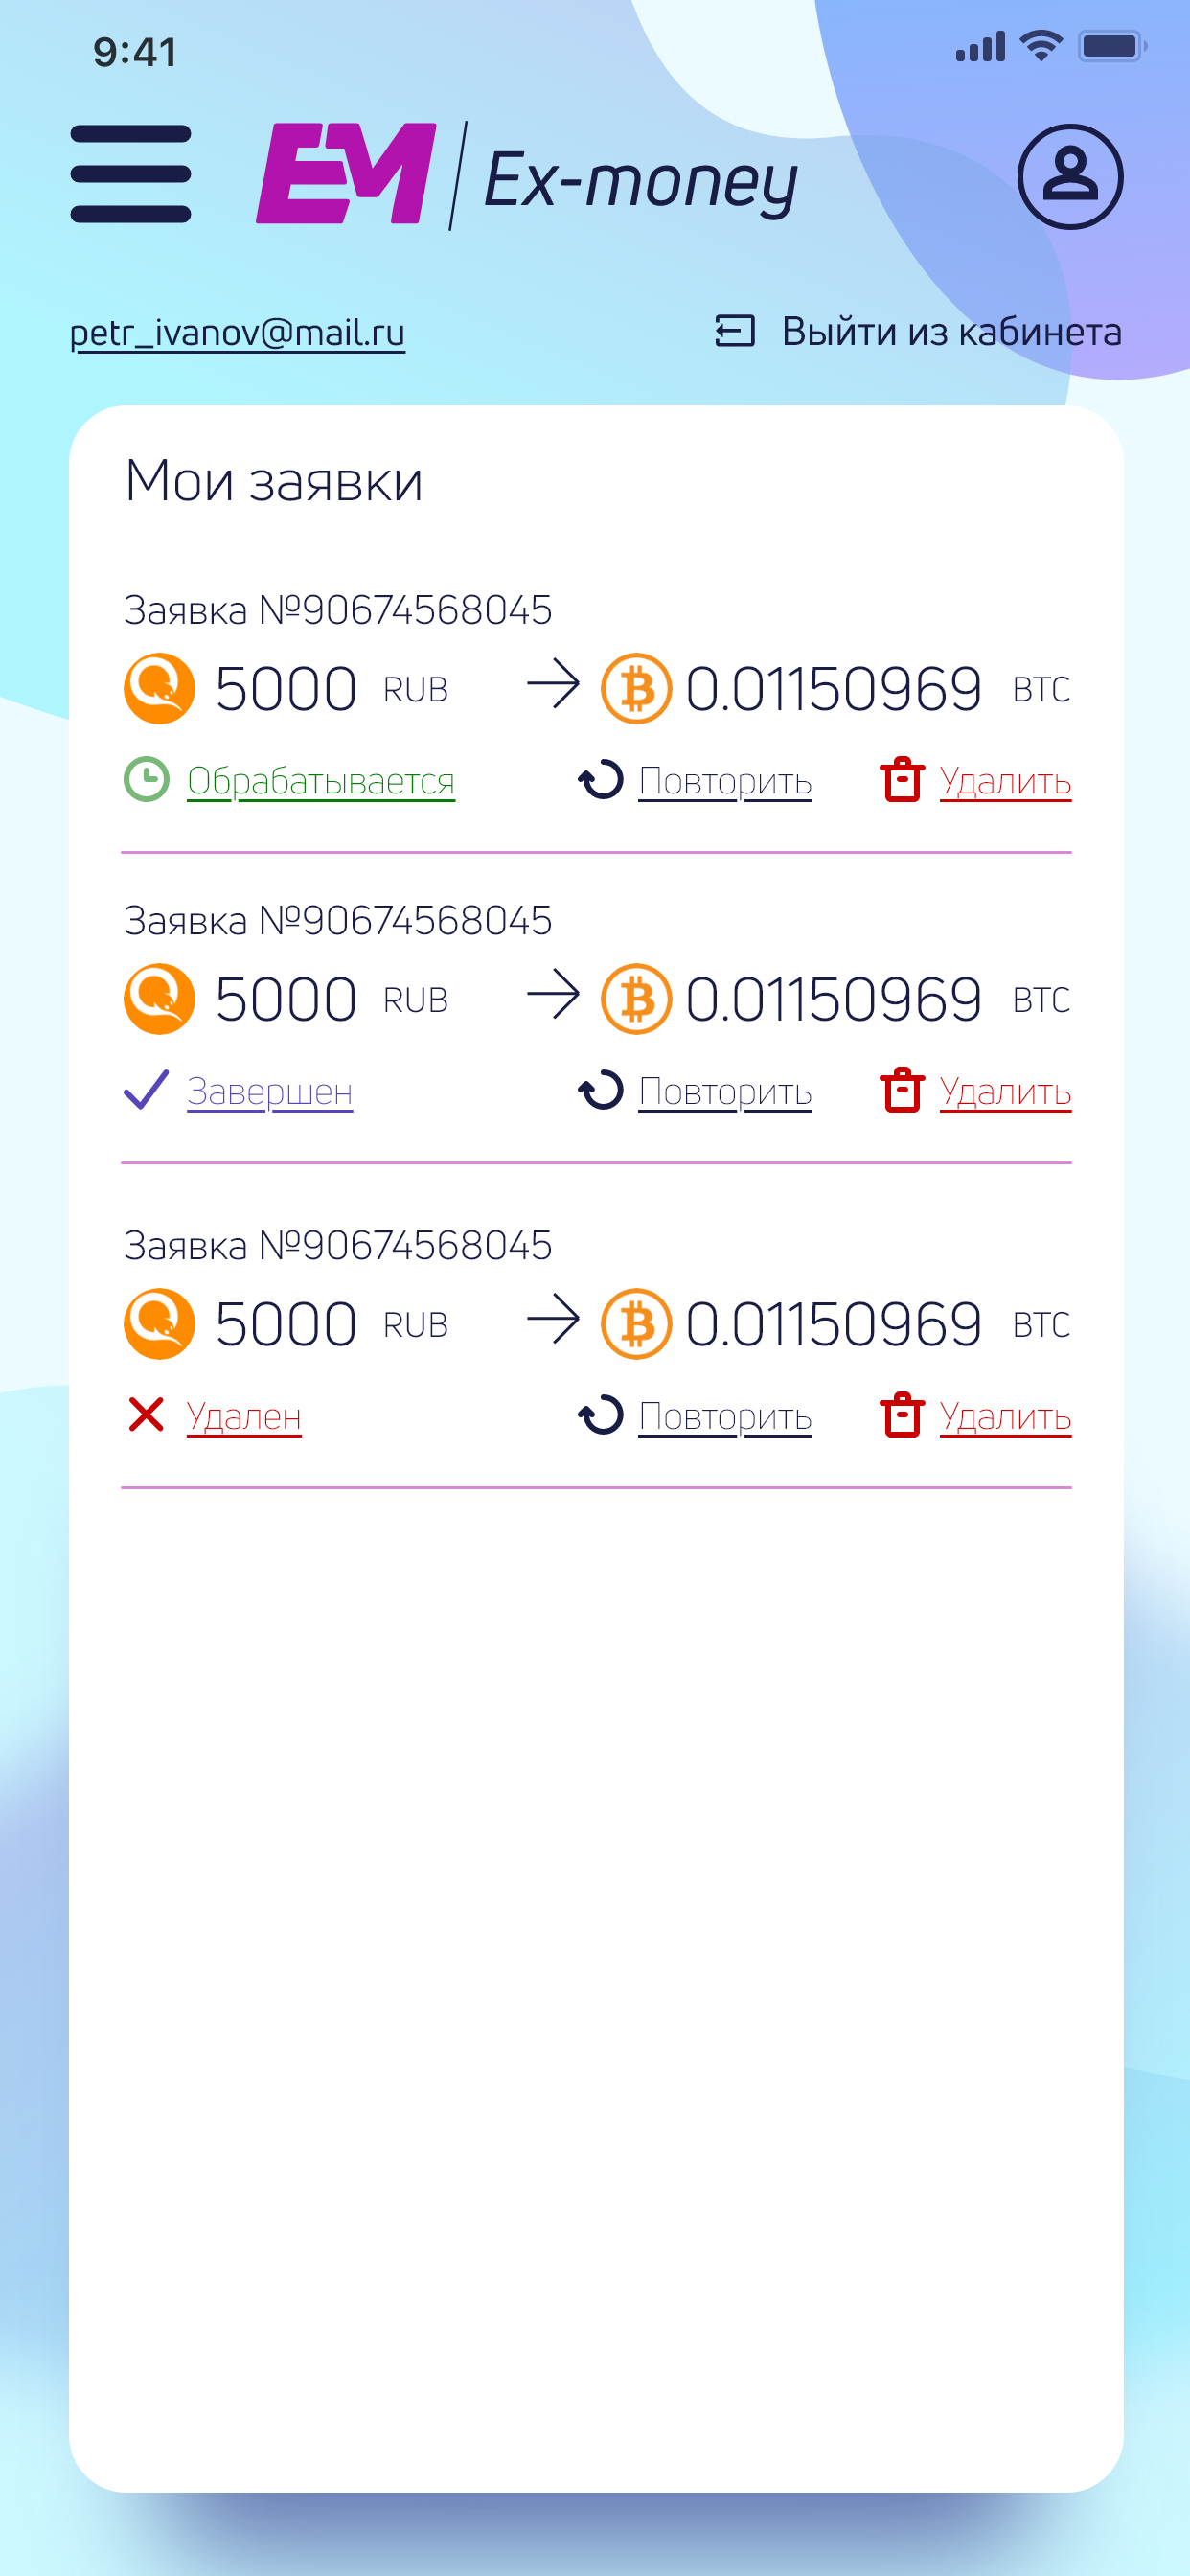 9:41
EM Ex-money
petr_ivanov@mail.ru Выйти из кабинета
Мои заявки
Заявка №90674568045
5000 RUB → 0.01150969 BTC
Обрабатывается Повторить Удалить
Заявка №90674568045
5000 RUB → 0.01150969 BTC
Завершен Повторить Удалить
Заявка №90674568045
5000 RUB → 0.01150969 BTC
Удален Повторить Удалить